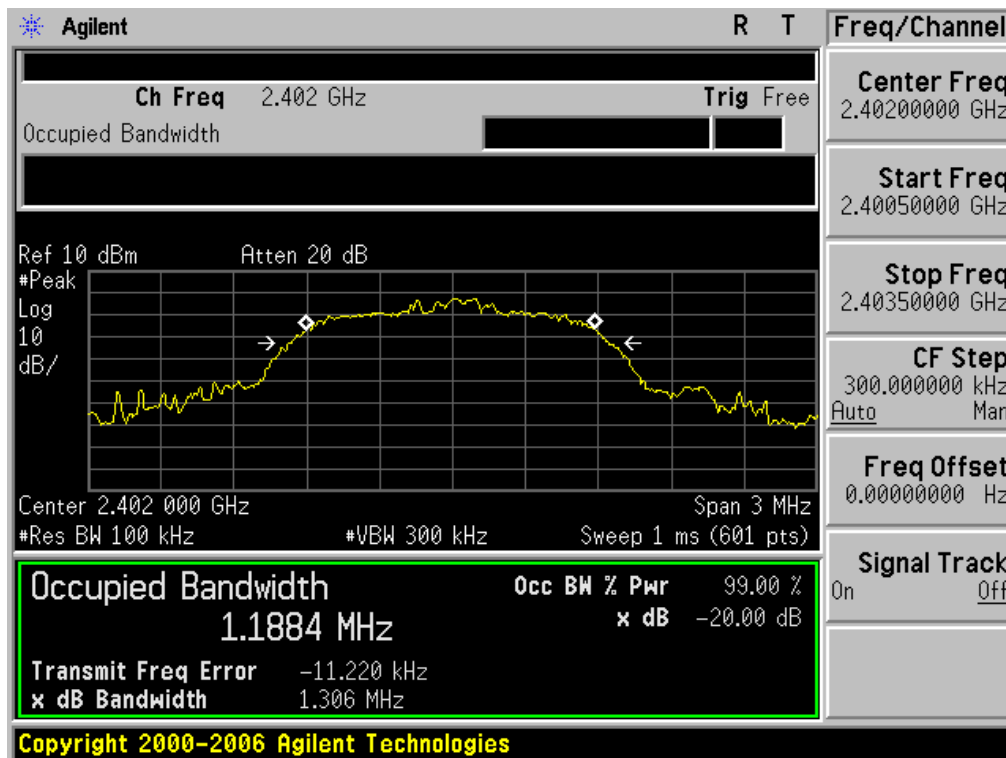 Agilent R T
Ch Freq 2.402 GHz Trig Free
Occupied Bandwidth
Ref 10 dBm Atten 20 dB
#Peak
Log
10
dB/
Center 2.402 000 GHz Span 3 MHz
#Res BW 100 kHz #VBW 300 kHz Sweep 1 ms (601 pts)
Occupied Bandwidth Occ BW % Pwr 99.00 %
1.1884 MHz x dB -20.00 dB
Transmit Freq Error -11.220 kHz
x dB Bandwidth 1.306 MHz
Copyright 2000-2006 Agilent Technologies
Freq/Channel
Center Freq
2.40200000 GHz
Start Freq
2.40050000 GHz
Stop Freq
2.40350000 GHz
CF Step
300.000000 kHz
Auto Man
Freq Offset
0.00000000 Hz
Signal Track
On Off